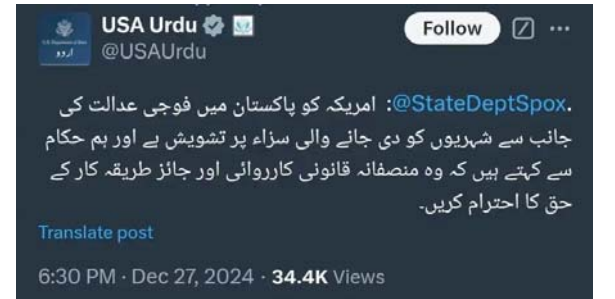 USA Urdu
@USAUrdu
Follow
اردو
.@StateDeptSpox: امریکہ کو پاکستان میں فوجی عدالت کی
جانب سے شہریوں کو دی جانے والی سزاء پر تشویش ہے اور ہم حکام
سے کہتے ہیں کہ وہ منصفانہ قانونی کارروائی اور جائز طریقہ کار کے
حق کا احترام کریں۔
Translate post
6:30 PM · Dec 27, 2024 · 34.4K Views